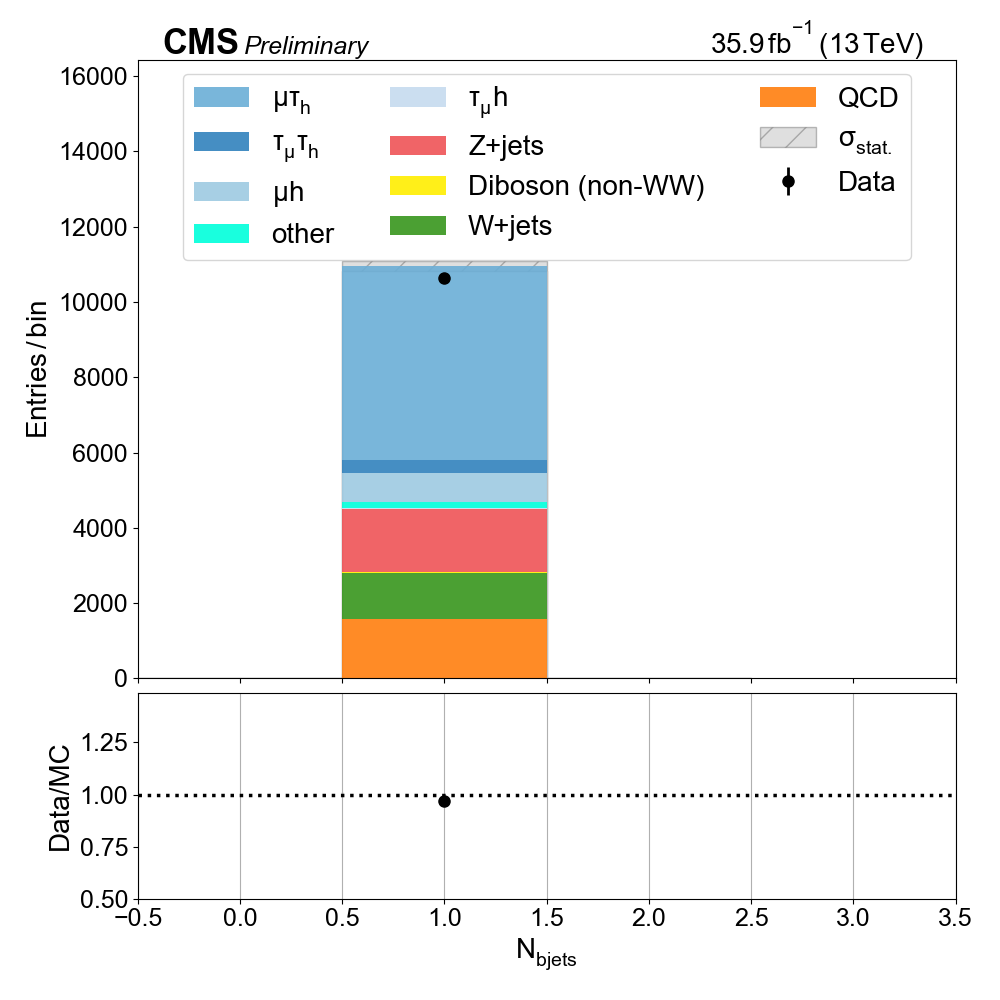 CMS Preliminary 35.9 fb⁻¹ (13 TeV)
16000
14000
12000
10000
8000
6000
4000
2000
0
Entries / bin
μτh
τμτh
μh
other
τμh
Z+jets
Diboson (non-WW)
W+jets
QCD
σstat.
Data
1.25
1.00
0.75
0.50
Data/MC
−0.5 0.0 0.5 1.0 1.5 2.0 2.5 3.0 3.5
Nbjets